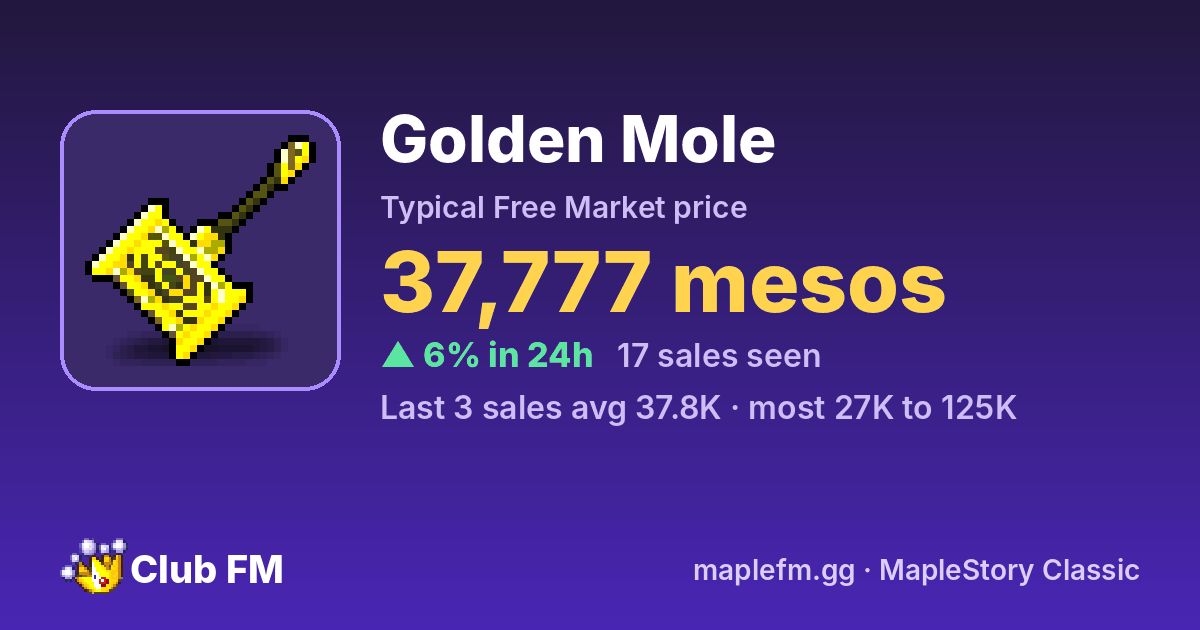 Golden Mole
Typical Free Market price
37,777 mesos
▲ 6% in 24h 17 sales seen
Last 3 sales avg 37.8K · most 27K to 125K
Club FM
maplefm.gg · MapleStory Classic